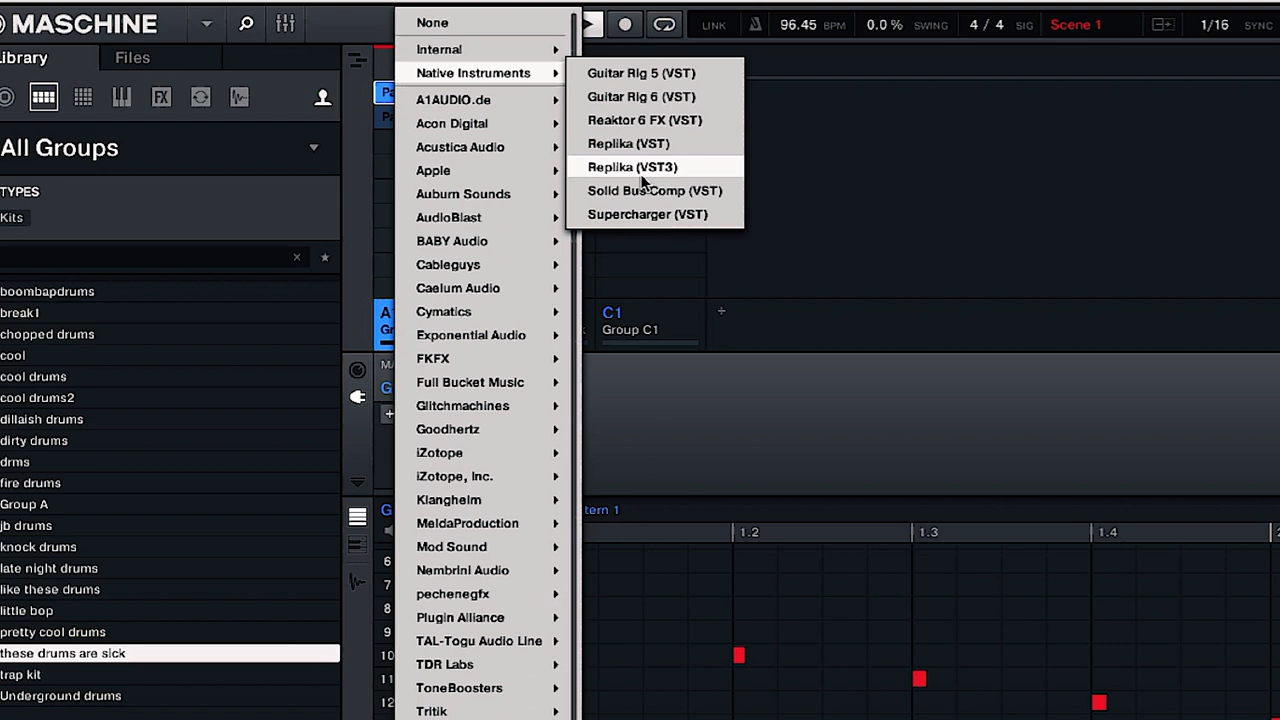 MASCHINE
LINK
96.45 BPM
0.0% SWING
4 / 4 SIG
Scene 1
1/16
SYNC
Library
Files
All Groups
TYPES
Kits
boombapdrums
break1
chopped drums
cool
cool drums
cool drums2
dillaish drums
dirty drums
drms
fire drums
Group A
jb drums
knock drums
late night drums
like these drums
little bop
pretty cool drums
these drums are sick
trap kit
Underground drums
None
Internal
Native Instruments
A1AUDIO.de
Acon Digital
Acustica Audio
Apple
Auburn Sounds
AudioBlast
BABY Audio
Cableguys
Caelum Audio
Cymatics
Exponential Audio
FKFX
Full Bucket Music
Glitchmachines
Goodhertz
iZotope
iZotope, Inc.
Klanghelm
MeldaProduction
Mod Sound
Nembrini Audio
pechenegfx
Plugin Alliance
TAL-Togu Audio Line
TDR Labs
ToneBoosters
Tritik
Guitar Rig 5 (VST)
Guitar Rig 6 (VST)
Reaktor 6 FX (VST)
Replika (VST)
Replika (VST3)
Solid Bus Comp (VST)
Supercharger (VST)
A1
C1
Group C1
+
tern 1
1.2
1.3
1.4
6
7
8
9
10
11
12